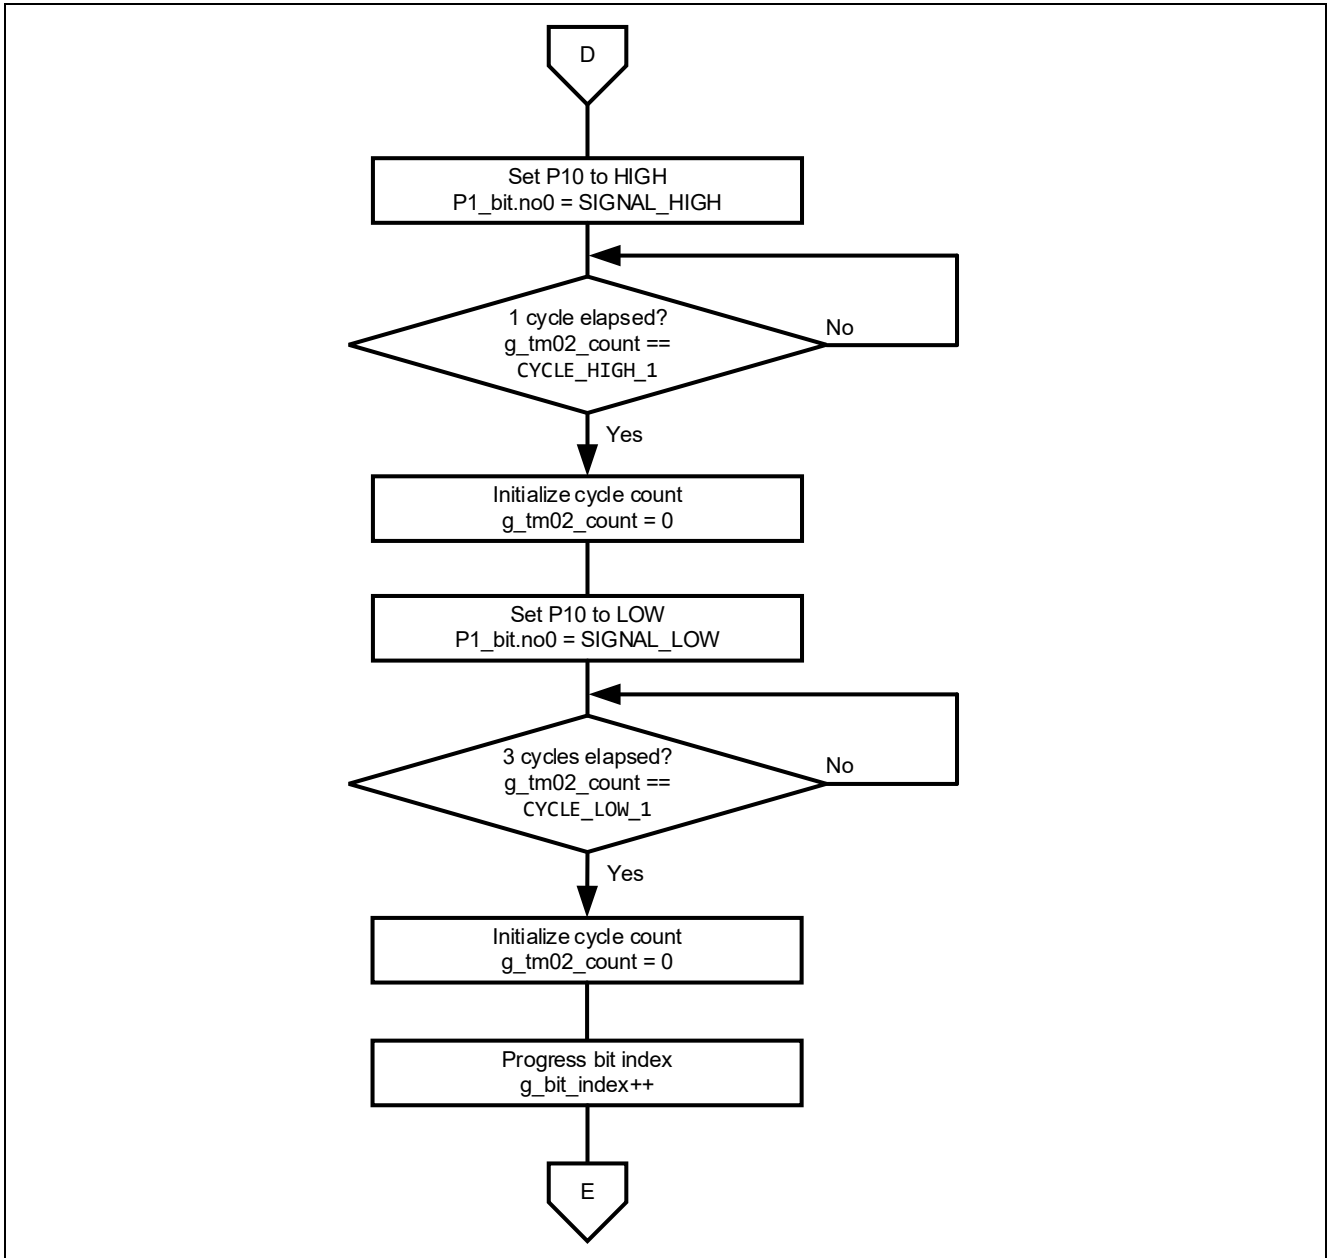 D
Set P10 to HIGH
P1_bit.no0 = SIGNAL_HIGH
1 cycle elapsed?
g_tm02_count ==
CYCLE_HIGH_1
No
Yes
Initialize cycle count
g_tm02_count = 0
Set P10 to LOW
P1_bit.no0 = SIGNAL_LOW
3 cycles elapsed?
g_tm02_count ==
CYCLE_LOW_1
No
Yes
Initialize cycle count
g_tm02_count = 0
Progress bit index
g_bit_index++
E